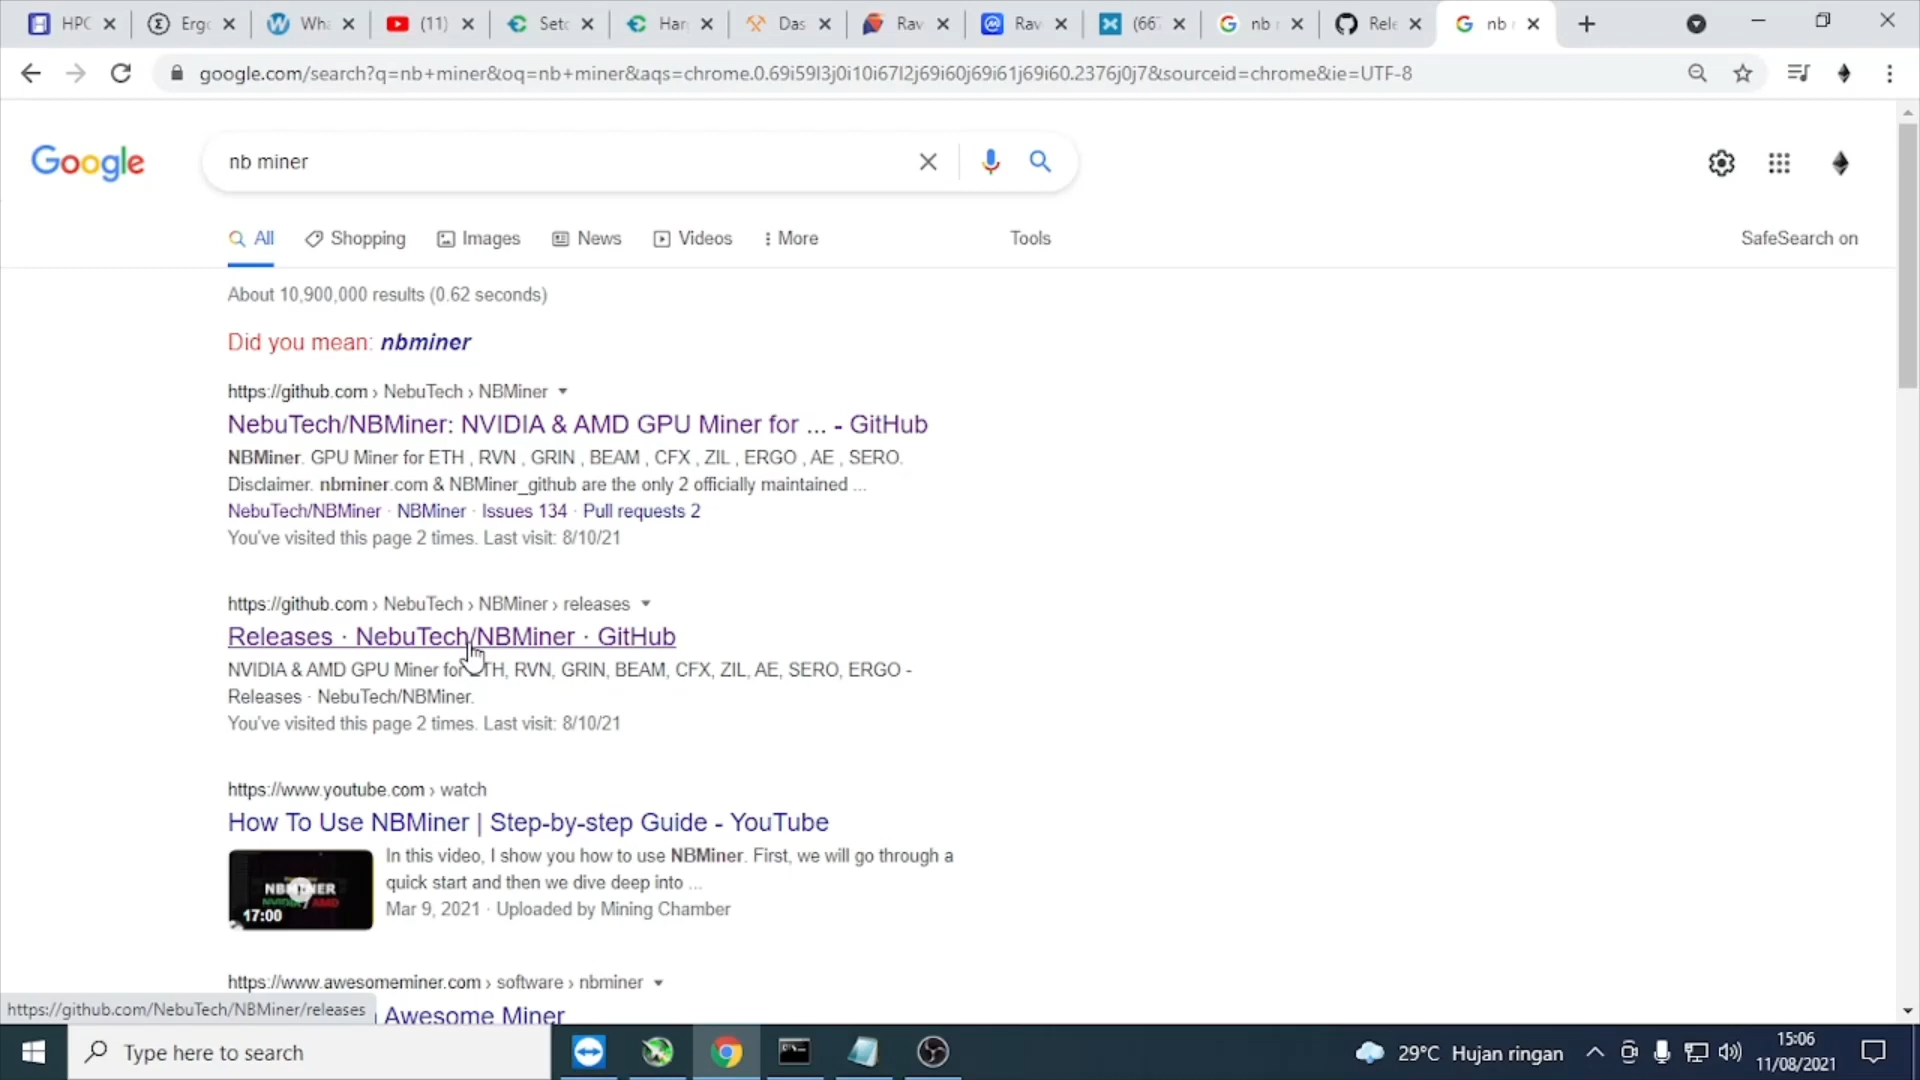 HPC
Ergo
Wha
(11)
Setc
Har
Das
Rav
Rav
(66
nb
Rele
nb
google.com/search?q=nb+miner&oq=nb+miner&aqs=chrome.0.69i59l3j0i10i67l2j69i60j69i61j69i60.2376j0j7&sourceid=chrome&ie=UTF-8
Google
nb miner
All
Shopping
Images
News
Videos
More
Tools
SafeSearch on
About 10,900,000 results (0.62 seconds)
Did you mean: nbminer
https://github.com › NebuTech › NBMiner
NebuTech/NBMiner: NVIDIA & AMD GPU Miner for ... - GitHub
NBMiner. GPU Miner for ETH , RVN , GRIN , BEAM , CFX , ZIL , ERGO , AE , SERO.
Disclaimer. nbminer.com & NBMiner_github are the only 2 officially maintained ...
NebuTech/NBMiner · NBMiner · Issues 134 · Pull requests 2
You've visited this page 2 times. Last visit: 8/10/21
https://github.com › NebuTech › NBMiner › releases
Releases · NebuTech/NBMiner · GitHub
NVIDIA & AMD GPU Miner for ETH, RVN, GRIN, BEAM, CFX, ZIL, AE, SERO, ERGO -
Releases · NebuTech/NBMiner.
You've visited this page 2 times. Last visit: 8/10/21
https://www.youtube.com › watch
How To Use NBMiner | Step-by-step Guide - YouTube
NBMINER
NVIDIA / AMD
17:00
In this video, I show you how to use NBMiner. First, we will go through a
quick start and then we dive deep into ...
Mar 9, 2021 · Uploaded by Mining Chamber
https://www.awesomeminer.com › software › nbminer
Awesome Miner
https://github.com/NebuTech/NBMiner/releases
Type here to search
29°C Hujan ringan
15:06
11/08/2021